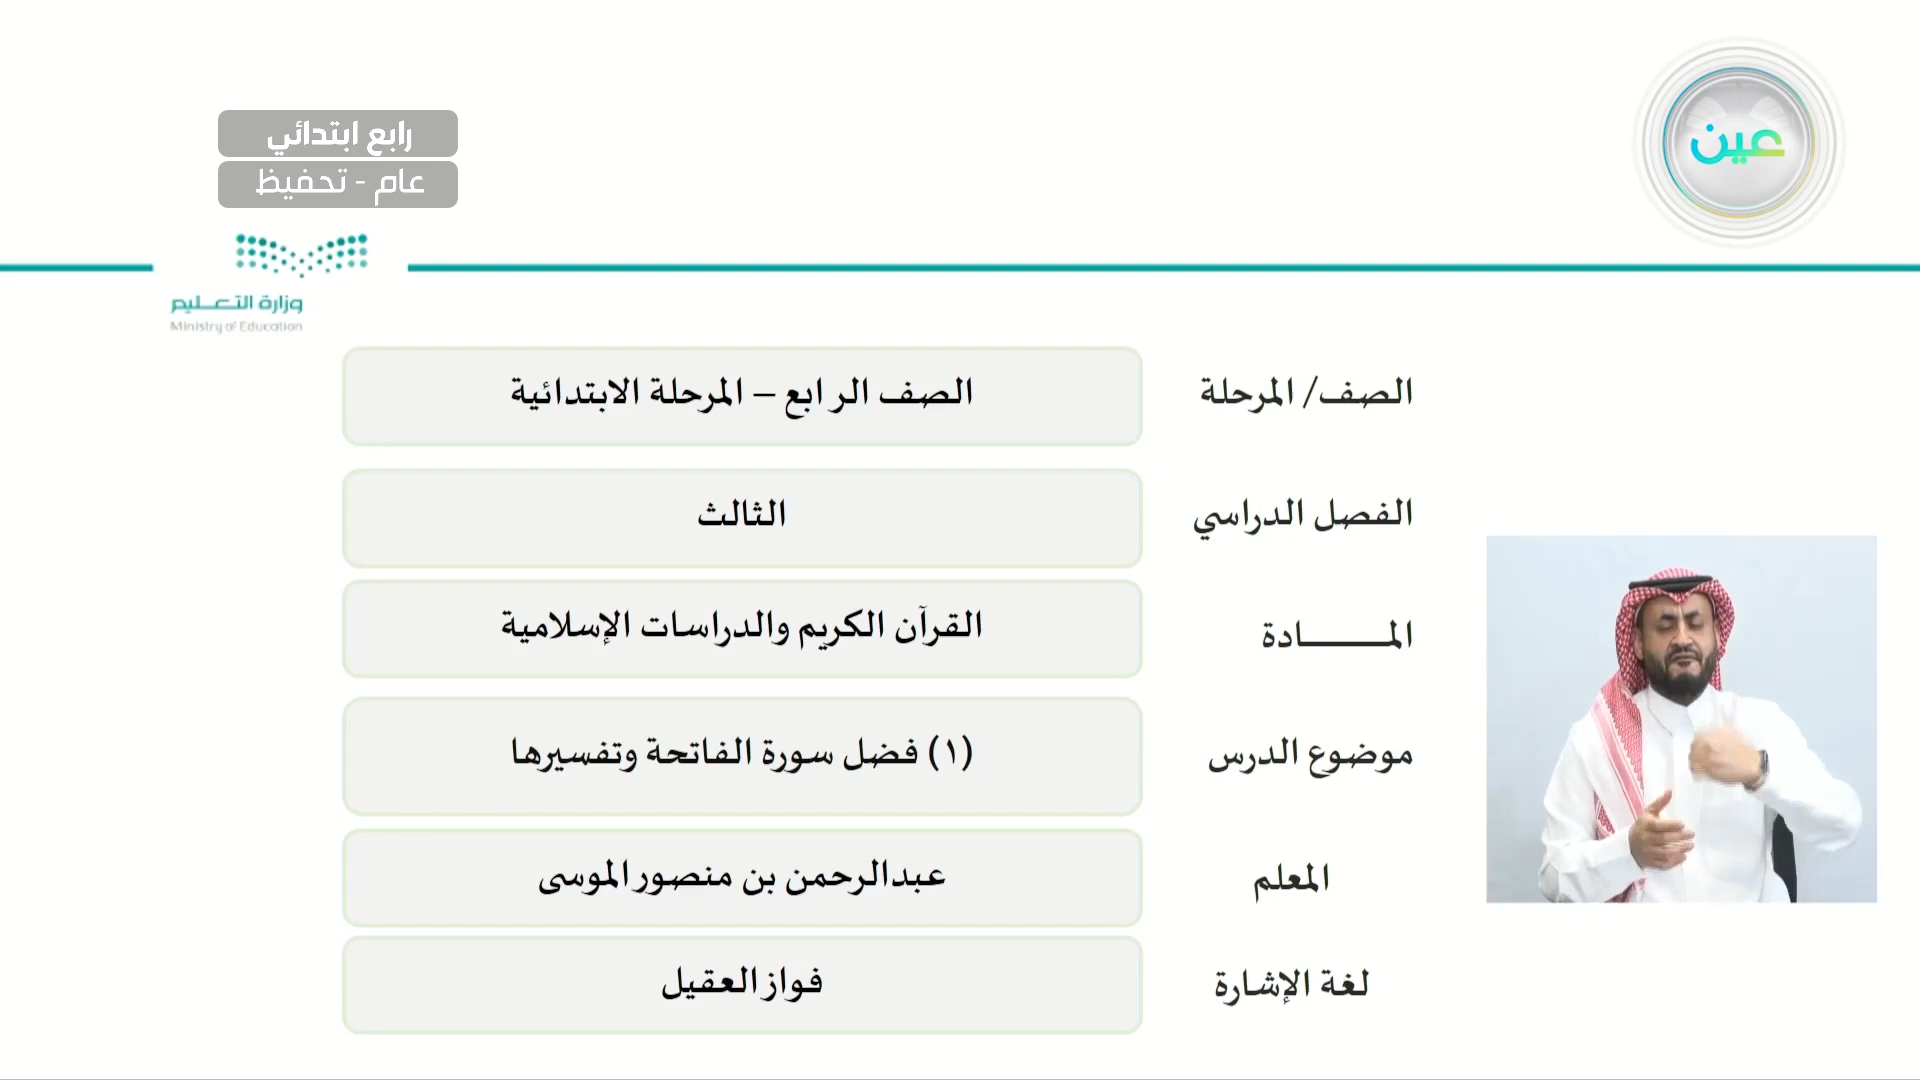 عين
رابع ابتدائي
عام - تحفيظ
وزارة التعليم
Ministry of Education
الصف/ المرحلة
الصف الرابع – المرحلة الابتدائية
الفصل الدراسي
الثالث
المـــــــــادة
القرآن الكريم والدراسات الإسلامية
موضوع الدرس
(١) فضل سورة الفاتحة وتفسيرها
المعلم
عبدالرحمن بن منصور الموسى
لغة الإشارة
فواز العقيل